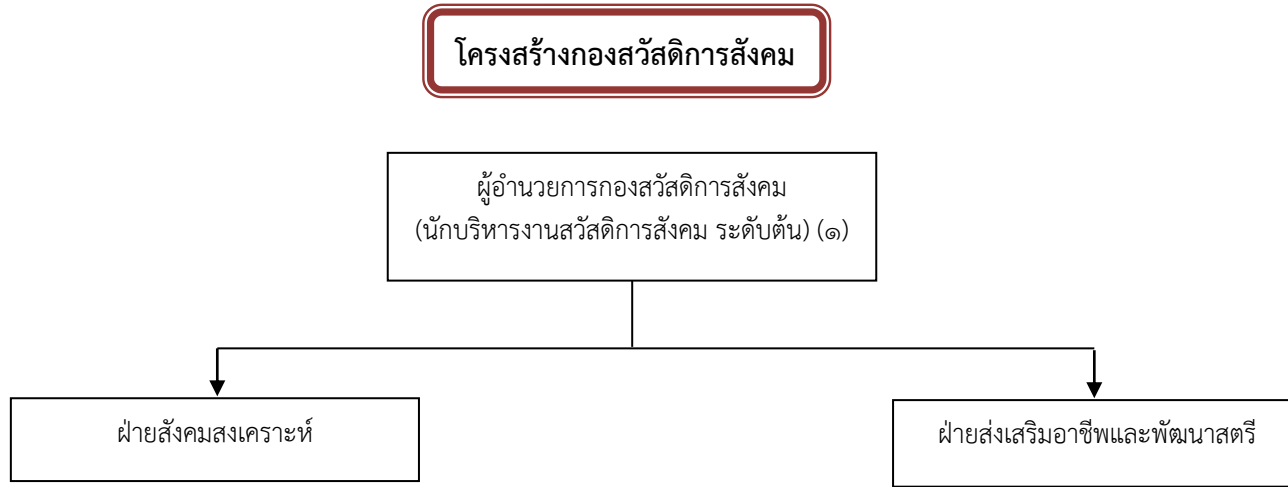 โครงสร้างกองสวัสดิการสังคม
ผู้อำนวยการกองสวัสดิการสังคม
(นักบริหารงานสวัสดิการสังคม ระดับต้น) (๑)
ฝ่ายสังคมสงเคราะห์
ฝ่ายส่งเสริมอาชีพและพัฒนาสตรี